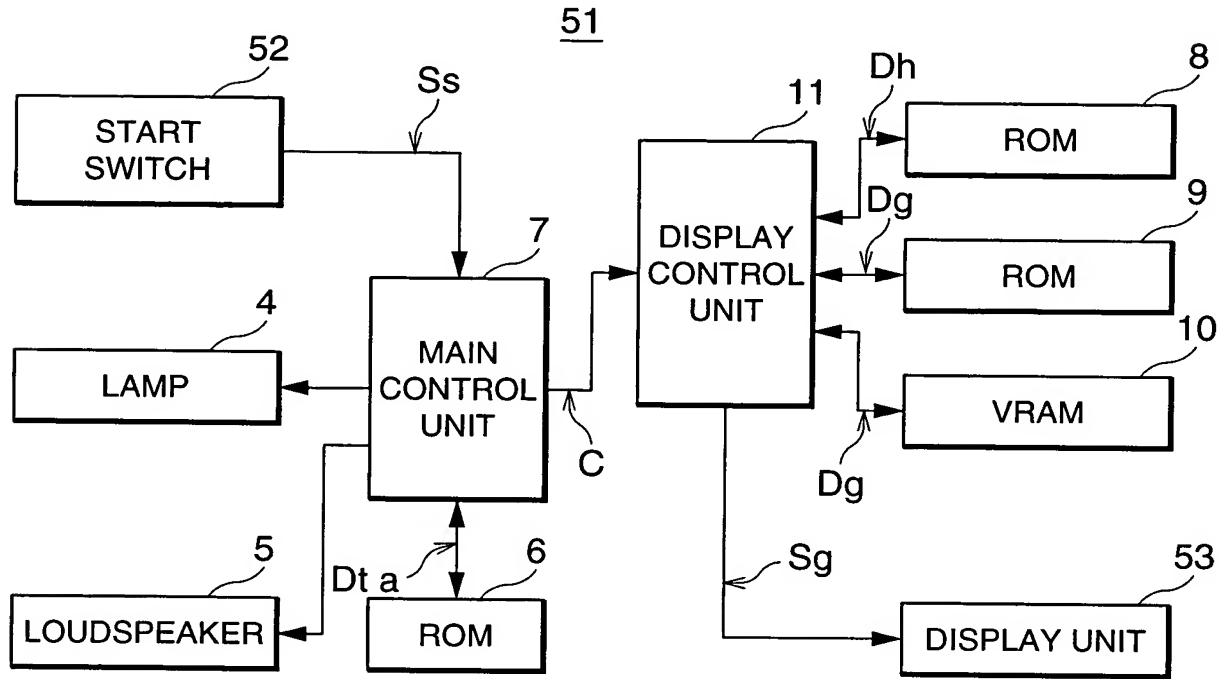 51
52
START
SWITCH
Ss
11
Dh
8
ROM
7
DISPLAY
CONTROL
UNIT
Dg
9
ROM
4
LAMP
MAIN
CONTROL
UNIT
C
10
VRAM
Dg
5
LOUDSPEAKER
Dt a
6
ROM
Sg
53
DISPLAY UNIT